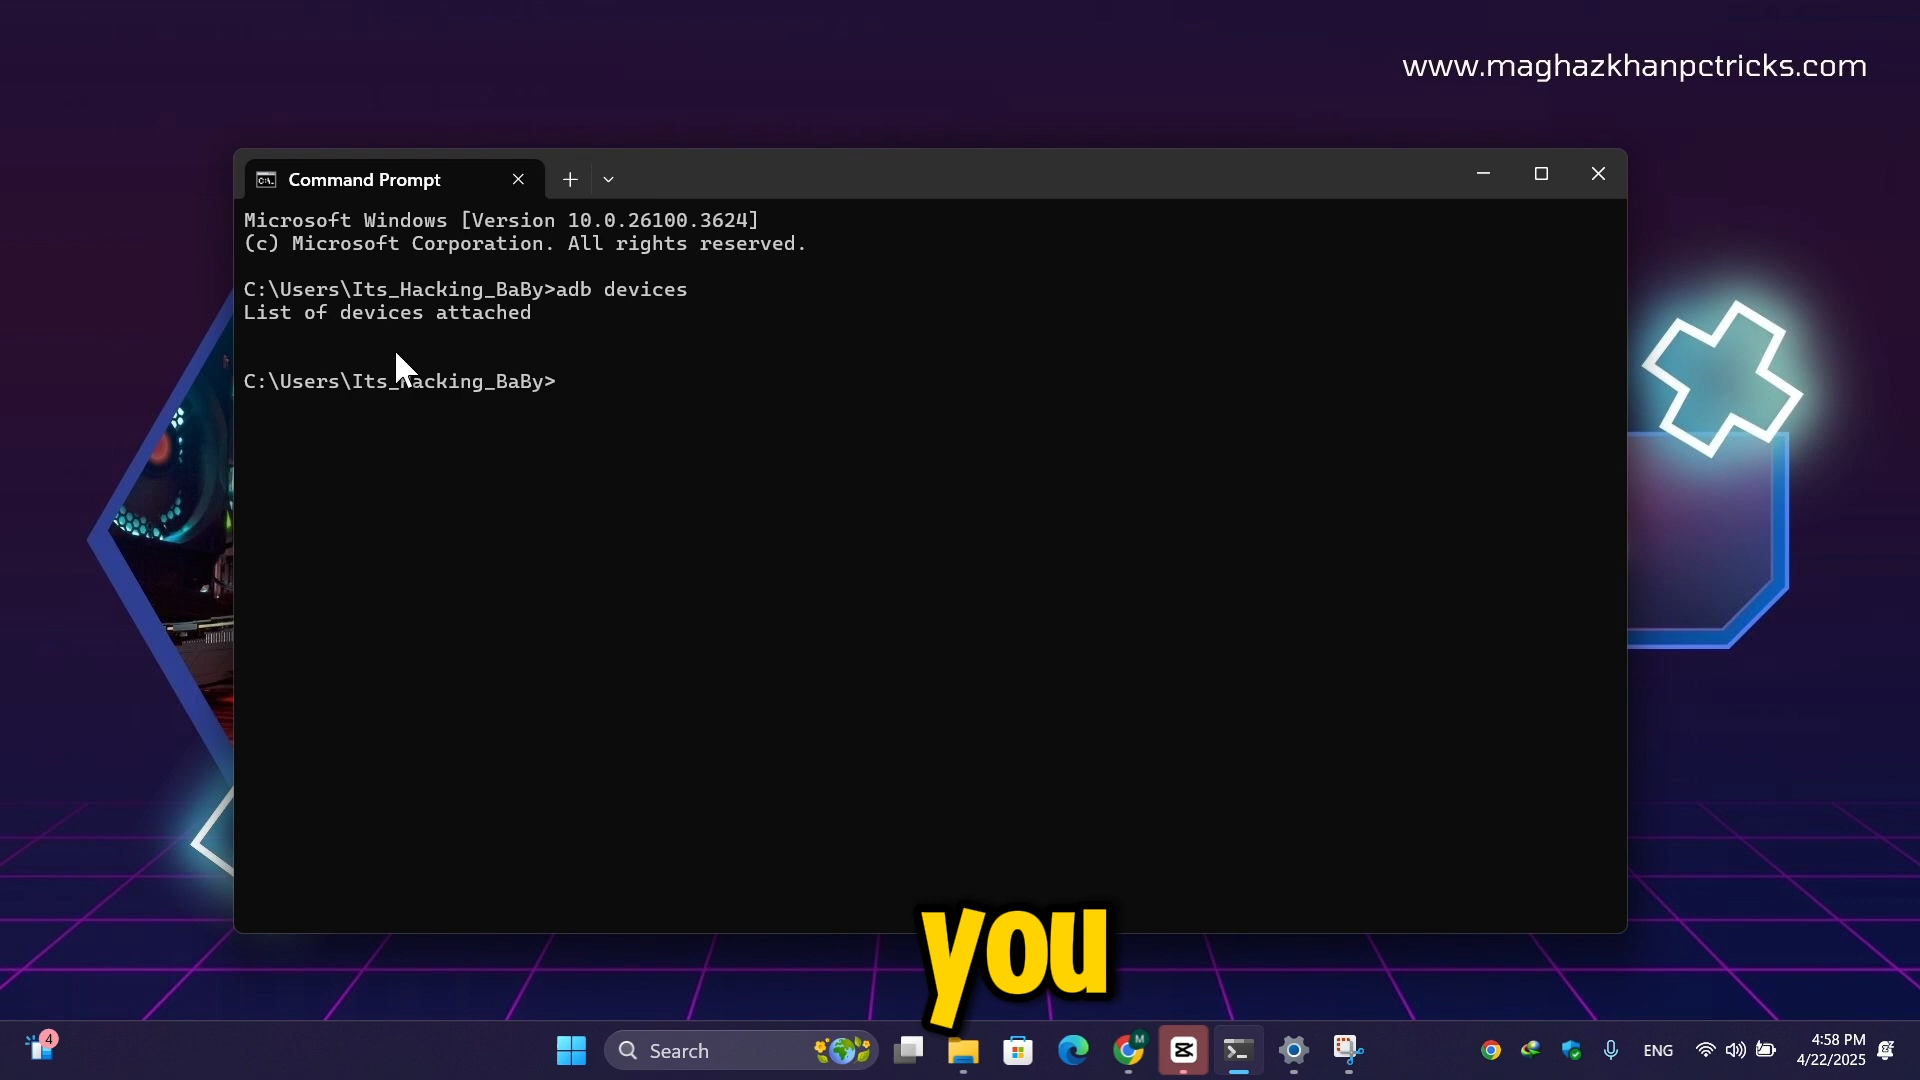 www.maghazkhanpctricks.com
Command Prompt
Microsoft Windows [Version 10.0.26100.3624]
(c) Microsoft Corporation. All rights reserved.
C:\Users\Its_Hacking_BaBy>adb devices
List of devices attached
C:\Users\Its_Hacking_BaBy>
you
4
Search
M
ENG
4:58 PM
4/22/2025